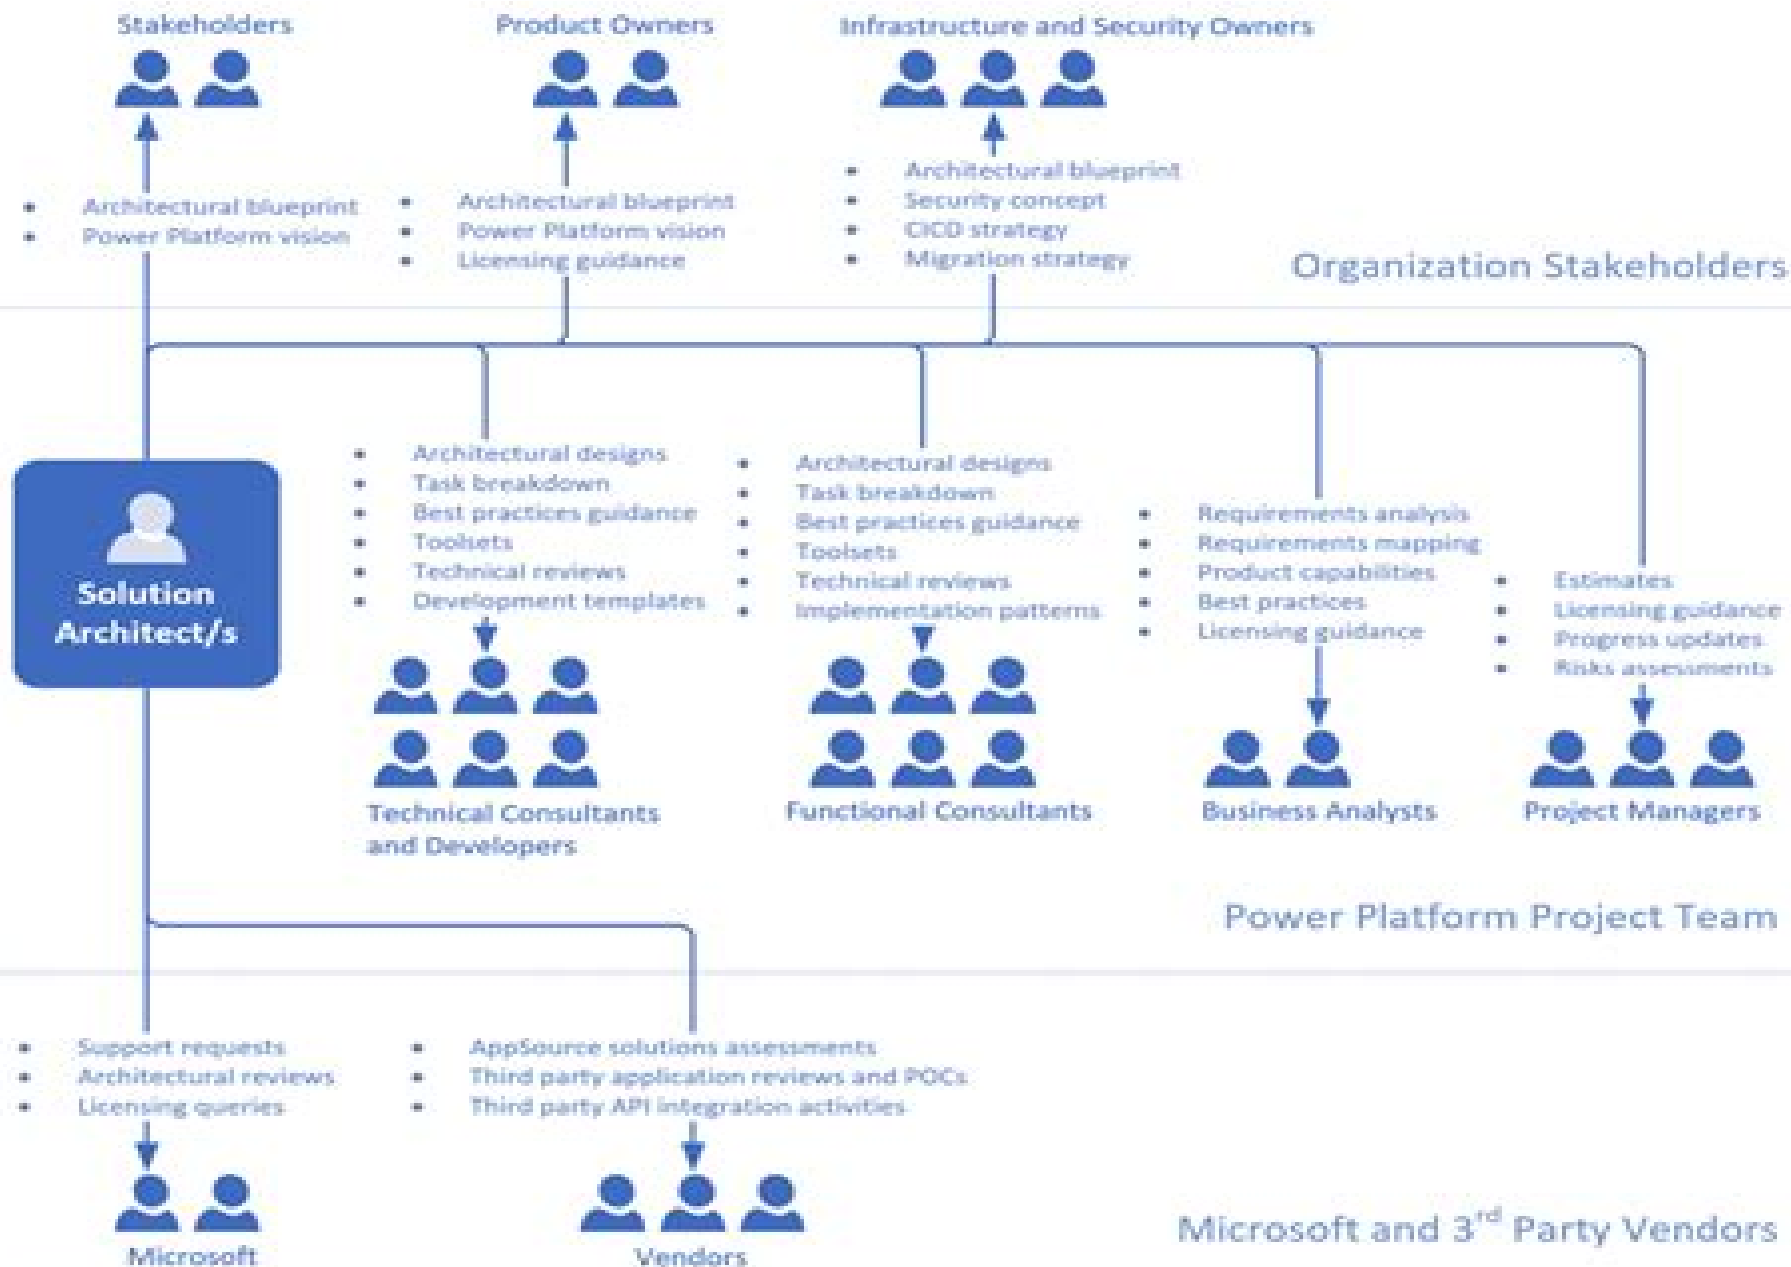 Stakeholders
Product Owners
Infrastructure and Security Owners
• Architectural blueprint
• Power Platform vision
• Architectural blueprint
• Power Platform vision
• Licensing guidance
• Architectural blueprint
• Security concept
• CICD strategy
• Migration strategy
Organization Stakeholders
Solution
Architect/s
• Architectural designs
• Task breakdown
• Best practices guidance
• Toolsets
• Technical reviews
• Development templates
Technical Consultants
and Developers
• Architectural designs
• Task breakdown
• Best practices guidance
• Toolsets
• Technical reviews
• Implementation patterns
Functional Consultants
• Requirements analysis
• Requirements mapping
• Product capabilities
• Best practices
• Licensing guidance
Business Analysts
• Estimates
• Licensing guidance
• Progress updates
• Risks assessments
Project Managers
Power Platform Project Team
• Support requests
• Architectural reviews
• Licensing queries
Microsoft
• AppSource solutions assessments
• Third party application reviews and POCs
• Third party API integration activities
Vendors
Microsoft and 3rd Party Vendors